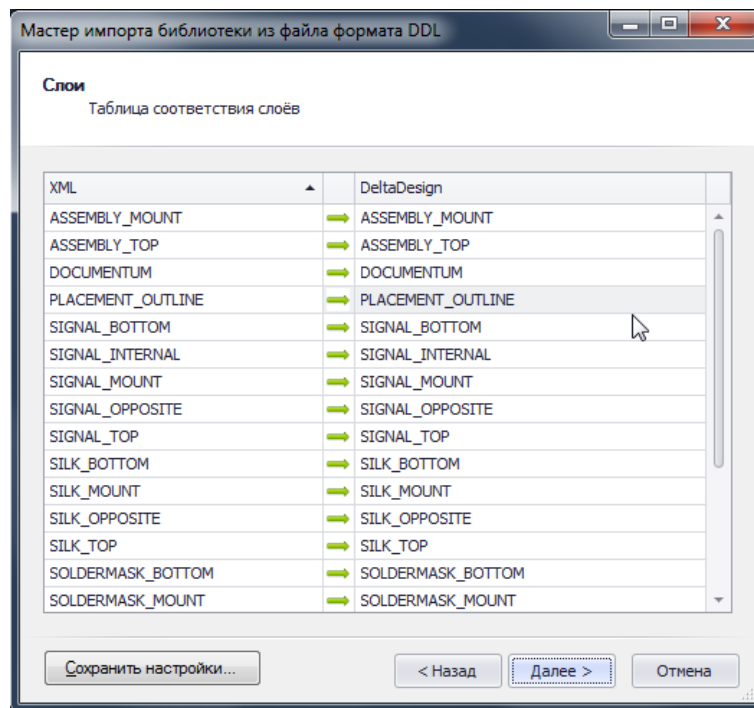 Мастер импорта библиотеки из файла формата DDL
Слои
Таблица соответствия слоёв
XML DeltaDesign
ASSEMBLY_MOUNT ASSEMBLY_MOUNT
ASSEMBLY_TOP ASSEMBLY_TOP
DOCUMENTUM DOCUMENTUM
PLACEMENT_OUTLINE PLACEMENT_OUTLINE
SIGNAL_BOTTOM SIGNAL_BOTTOM
SIGNAL_INTERNAL SIGNAL_INTERNAL
SIGNAL_MOUNT SIGNAL_MOUNT
SIGNAL_OPPOSITE SIGNAL_OPPOSITE
SIGNAL_TOP SIGNAL_TOP
SILK_BOTTOM SILK_BOTTOM
SILK_MOUNT SILK_MOUNT
SILK_OPPOSITE SILK_OPPOSITE
SILK_TOP SILK_TOP
SOLDERMASK_BOTTOM SOLDERMASK_BOTTOM
SOLDERMASK_MOUNT SOLDERMASK_MOUNT
Сохранить настройки... < Назад Далее > Отмена